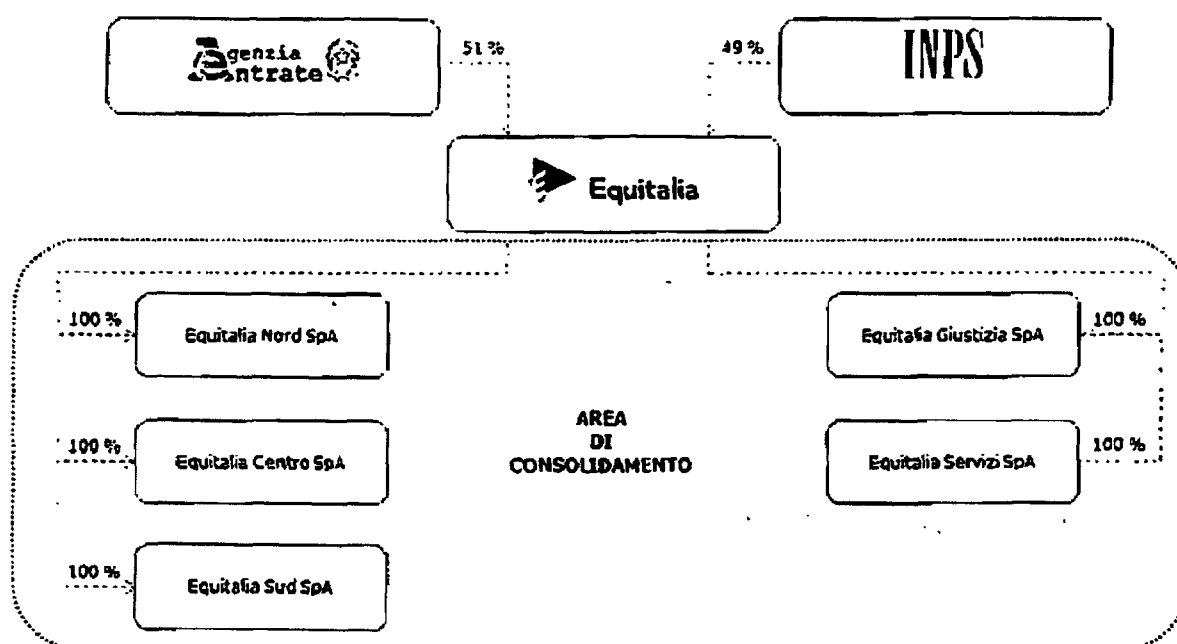 Agenzia
Entrate
51 %
49 %
INPS
Equitalia
100 %
Equitalia Nord SpA
Equitalia Giustizia SpA
100 %
AREA
DI
CONSOLIDAMENTO
100 %
Equitalia Centro SpA
Equitalia Servizi SpA
100 %
100 %
Equitalia Sud SpA